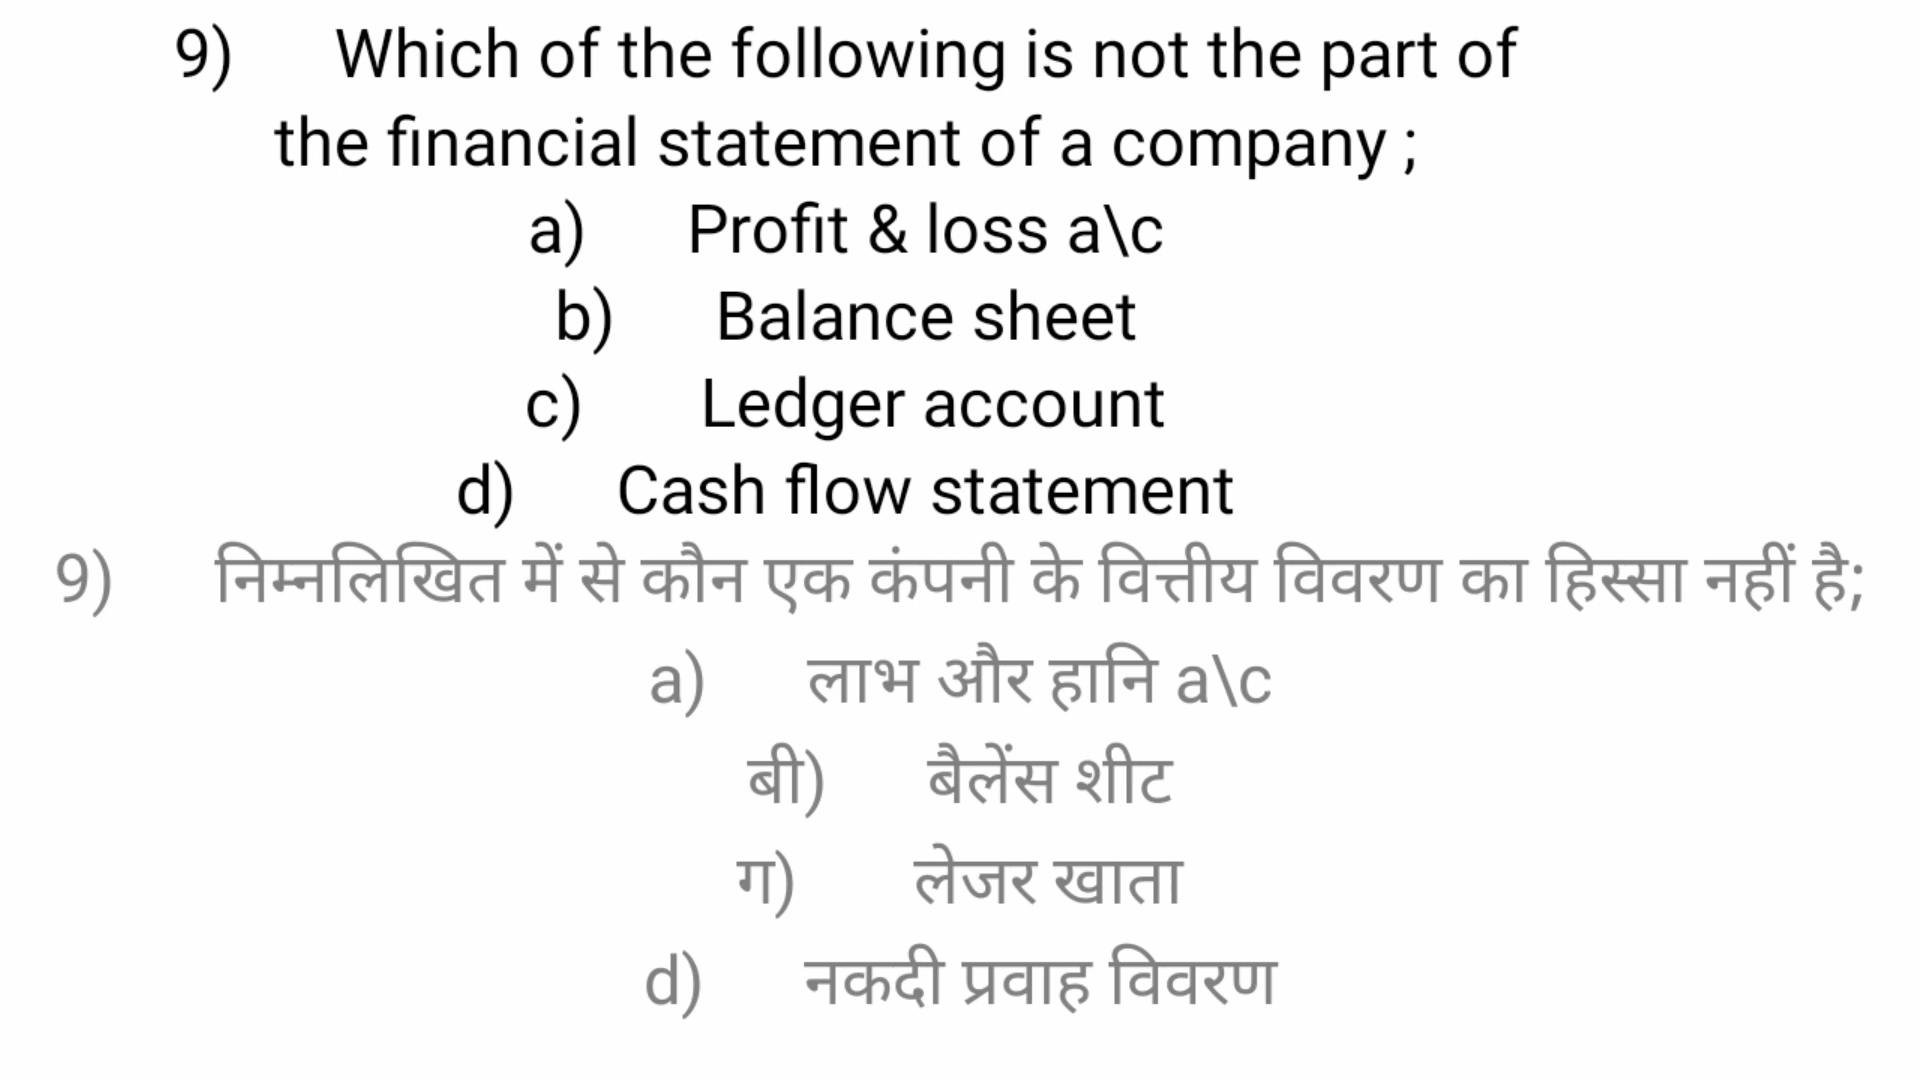 9) Which of the following is not the part of
the financial statement of a company ;
a) Profit & loss a\c
b) Balance sheet
c) Ledger account
d) Cash flow statement
9) निम्नलिखित में से कौन एक कंपनी के वित्तीय विवरण का हिस्सा नहीं है;
a) लाभ और हानि a\c
बी) बैलेंस शीट
ग) लेजर खाता
d) नकदी प्रवाह विवरण